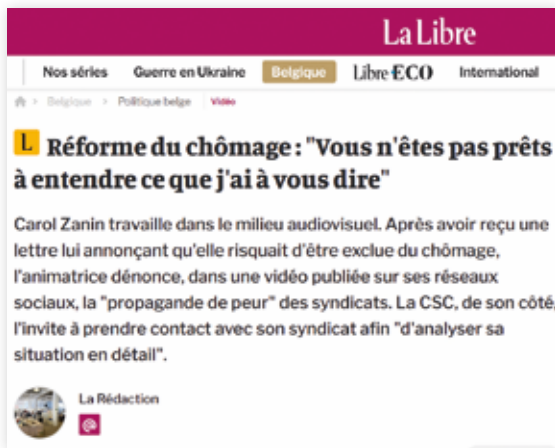 La Libre
Nos séries Guerre en Ukraine Belgique Libre ECO International
Belgique > Politique belge Vidéo
L Réforme du chômage : "Vous n'êtes pas prêts
à entendre ce que j'ai à vous dire"
Carol Zanin travaille dans le milieu audiovisuel. Après avoir reçu une
lettre lui annonçant qu'elle risquait d'être exclue du chômage,
l'animatrice dénonce, dans une vidéo publiée sur ses réseaux
sociaux, la "propagande de peur" des syndicats. La CSC, de son côté,
l'invite à prendre contact avec son syndicat afin "d'analyser sa
situation en détail".
La Rédaction